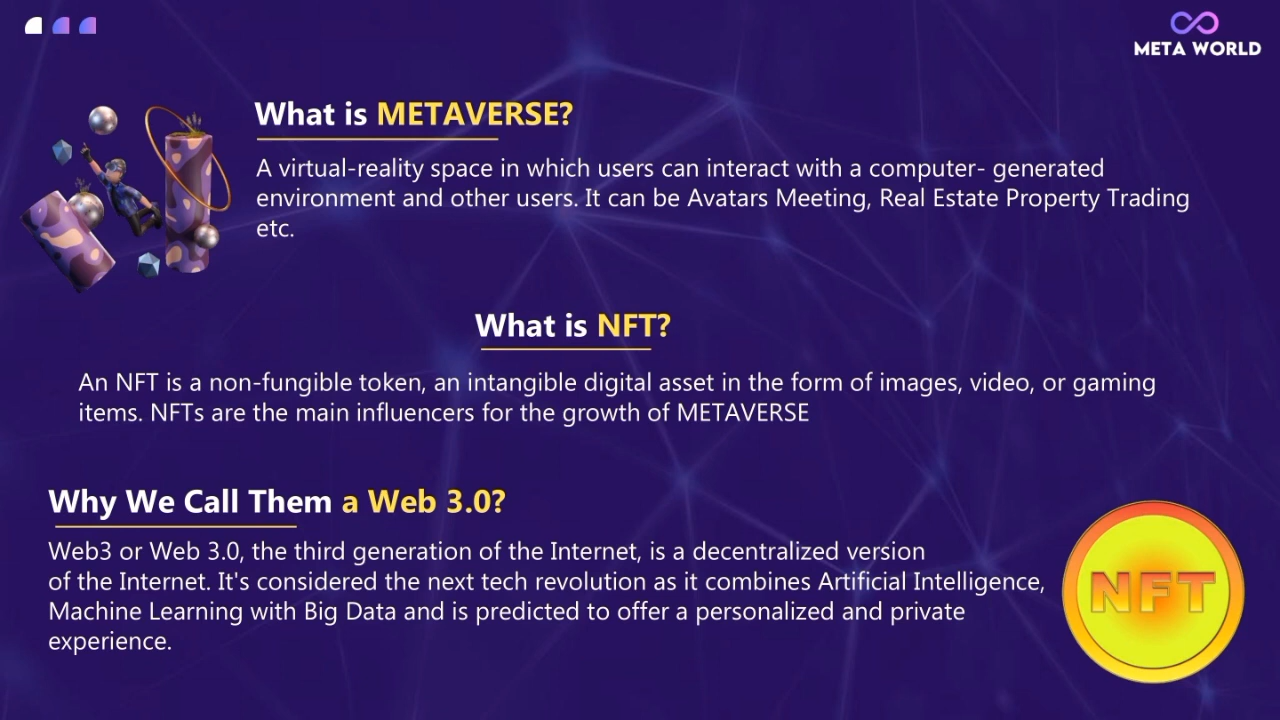 META WORLD
What is METAVERSE?
A virtual-reality space in which users can interact with a computer- generated
environment and other users. It can be Avatars Meeting, Real Estate Property Trading
etc.
What is NFT?
An NFT is a non-fungible token, an intangible digital asset in the form of images, video, or gaming
items. NFTs are the main influencers for the growth of METAVERSE
Why We Call Them a Web 3.0?
Web3 or Web 3.0, the third generation of the Internet, is a decentralized version
of the Internet. It's considered the next tech revolution as it combines Artificial Intelligence,
Machine Learning with Big Data and is predicted to offer a personalized and private
experience.
NFT